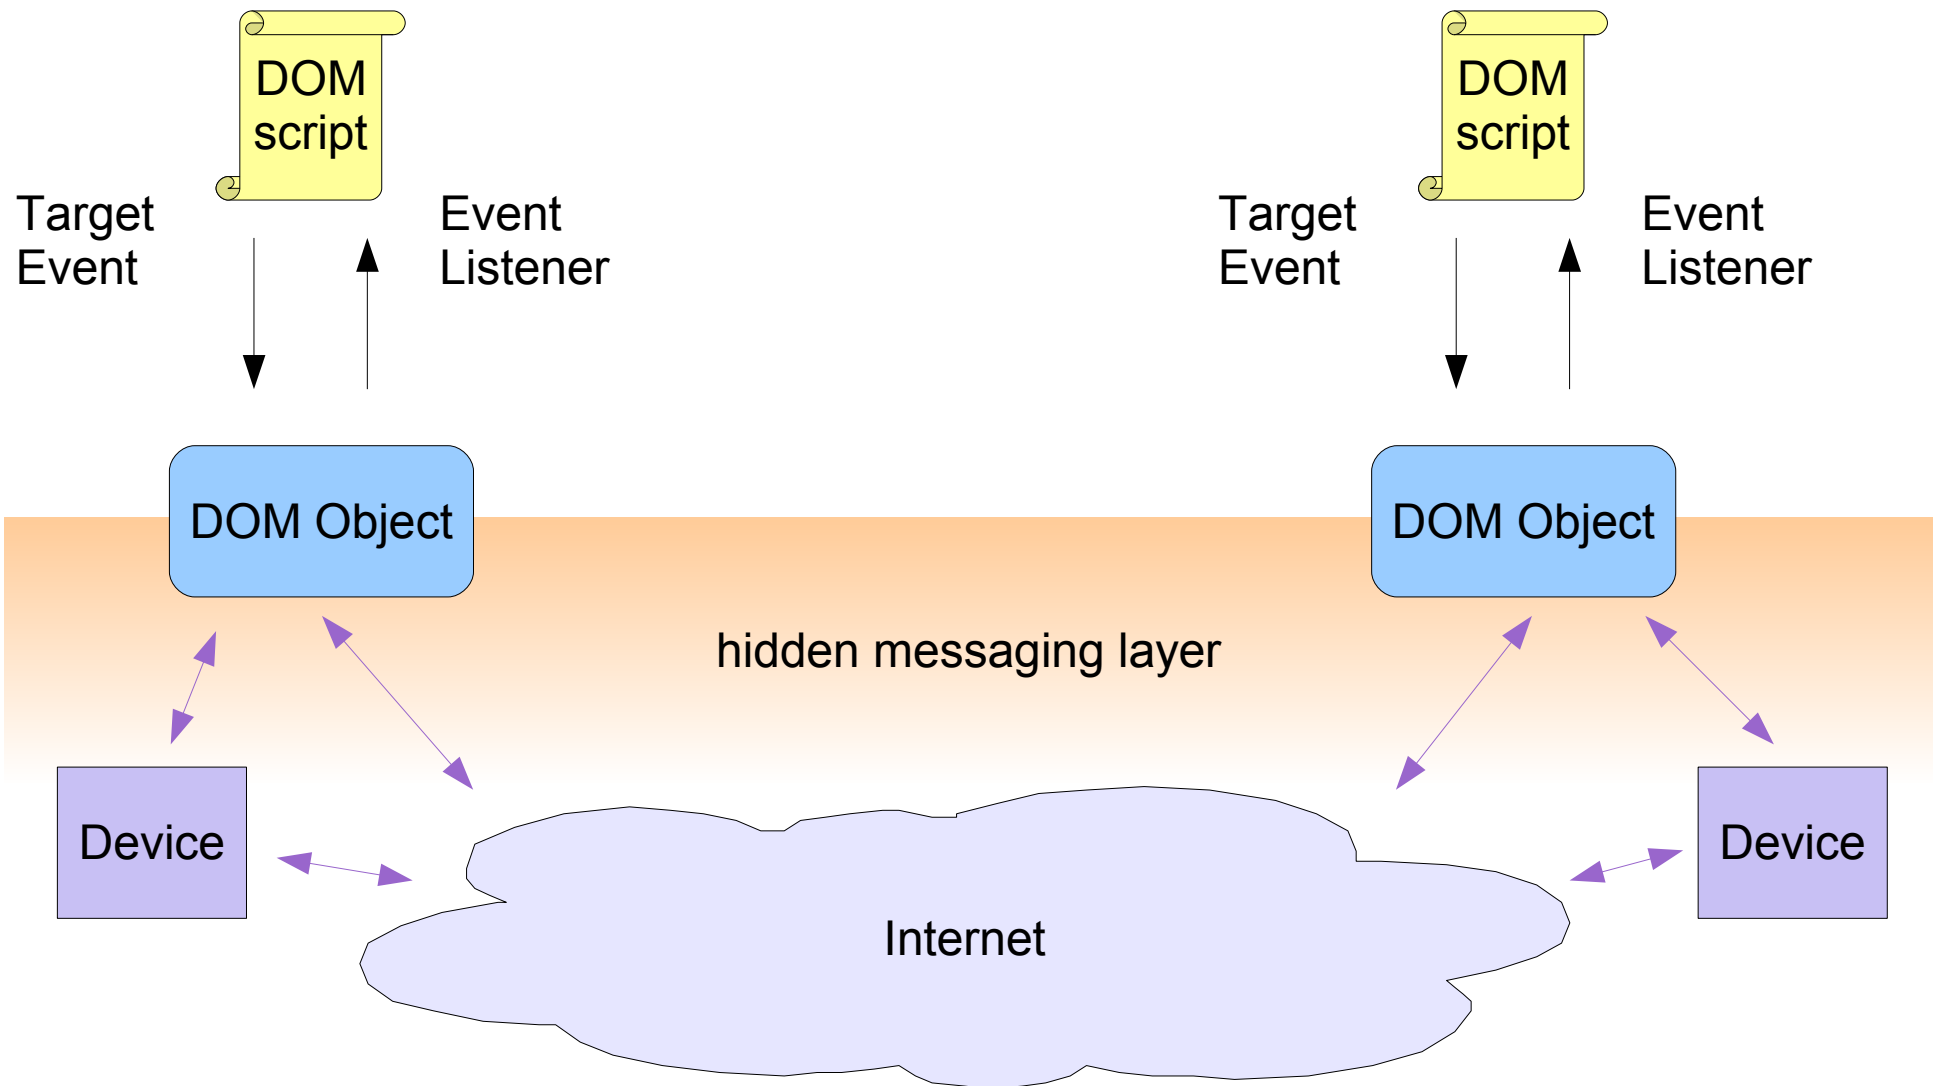 DOM
script
DOM
script
Target
Event
Event
Listener
Target
Event
Event
Listener
DOM Object
DOM Object
hidden messaging layer
Device
Device
Internet